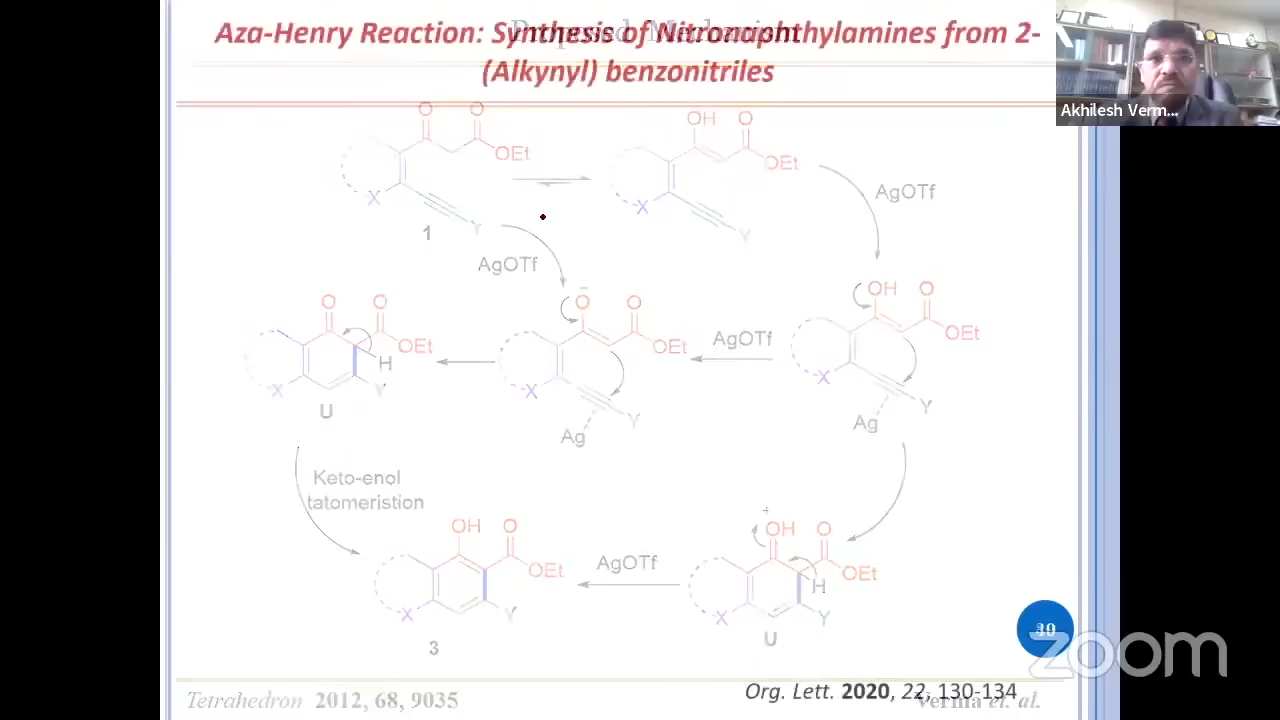 Proposed Mechanism
Aza-Henry Reaction: Synthesis of Nitronaphthylamines from 2-
(Alkynyl) benzonitriles
Akhilesh Verm...
O O
OEt
X
Y
1
OH O
OEt
X
Y
AgOTf
AgOTf
O O
OEt
H
X
Y
U
O O
OEt
X
Y
Ag
AgOTf
OH O
OEt
X
Y
Ag
Keto-enol
tatomeristion
OH O
OEt
X
Y
3
AgOTf
+
OH O
OEt
H
X
Y
U
zoom
Tetrahedron 2012, 68, 9035
Org. Lett. 2020, 22, 130-134
Verma et. al.